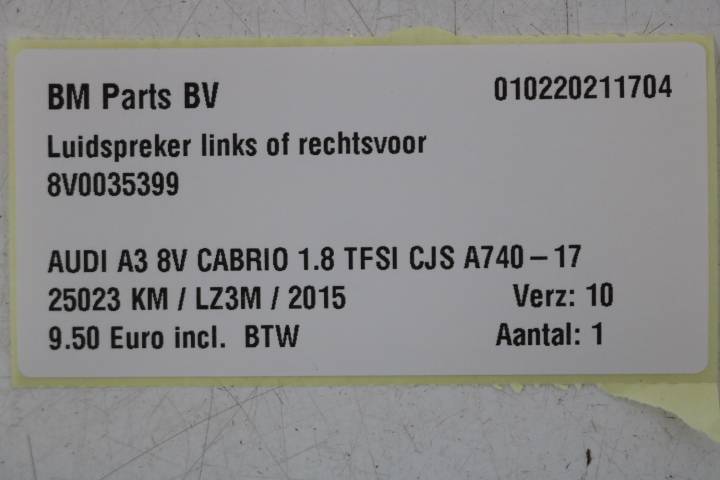 BM Parts BV 010220211704
Luidspreker links of rechtsvoor
8V0035399
AUDI A3 8V CABRIO 1.8 TFSI CJS A740 – 17
25023 KM / LZ3M / 2015 Verz: 10
9.50 Euro incl. BTW Aantal: 1